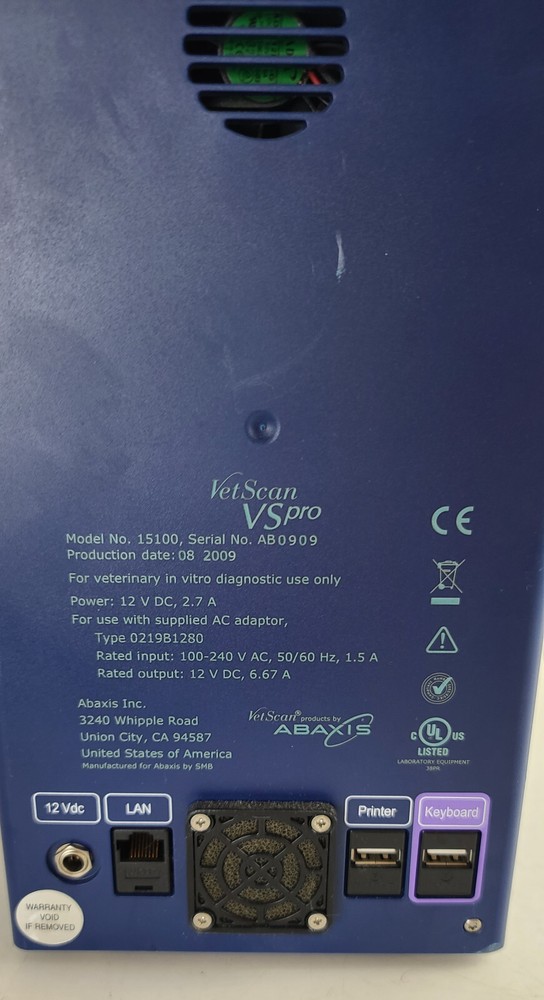 VetScan
VSpro
Model No. 15100, Serial No. AB0909
Production date: 08 2009
For veterinary in vitro diagnostic use only
Power: 12 V DC, 2.7 A
For use with supplied AC adaptor,
Type 0219B1280
Rated input: 100-240 V AC, 50/60 Hz, 1.5 A
Rated output: 12 V DC, 6.67 A
Abaxis Inc.
3240 Whipple Road
Union City, CA 94587
United States of America
Manufactured for Abaxis by SMB
VetScan® products by
ABAXIS
CE
C UL US
LISTED
LABORATORY EQUIPMENT
38PR
12 Vdc
LAN
Printer
Keyboard
WARRANTY
VOID
IF REMOVED